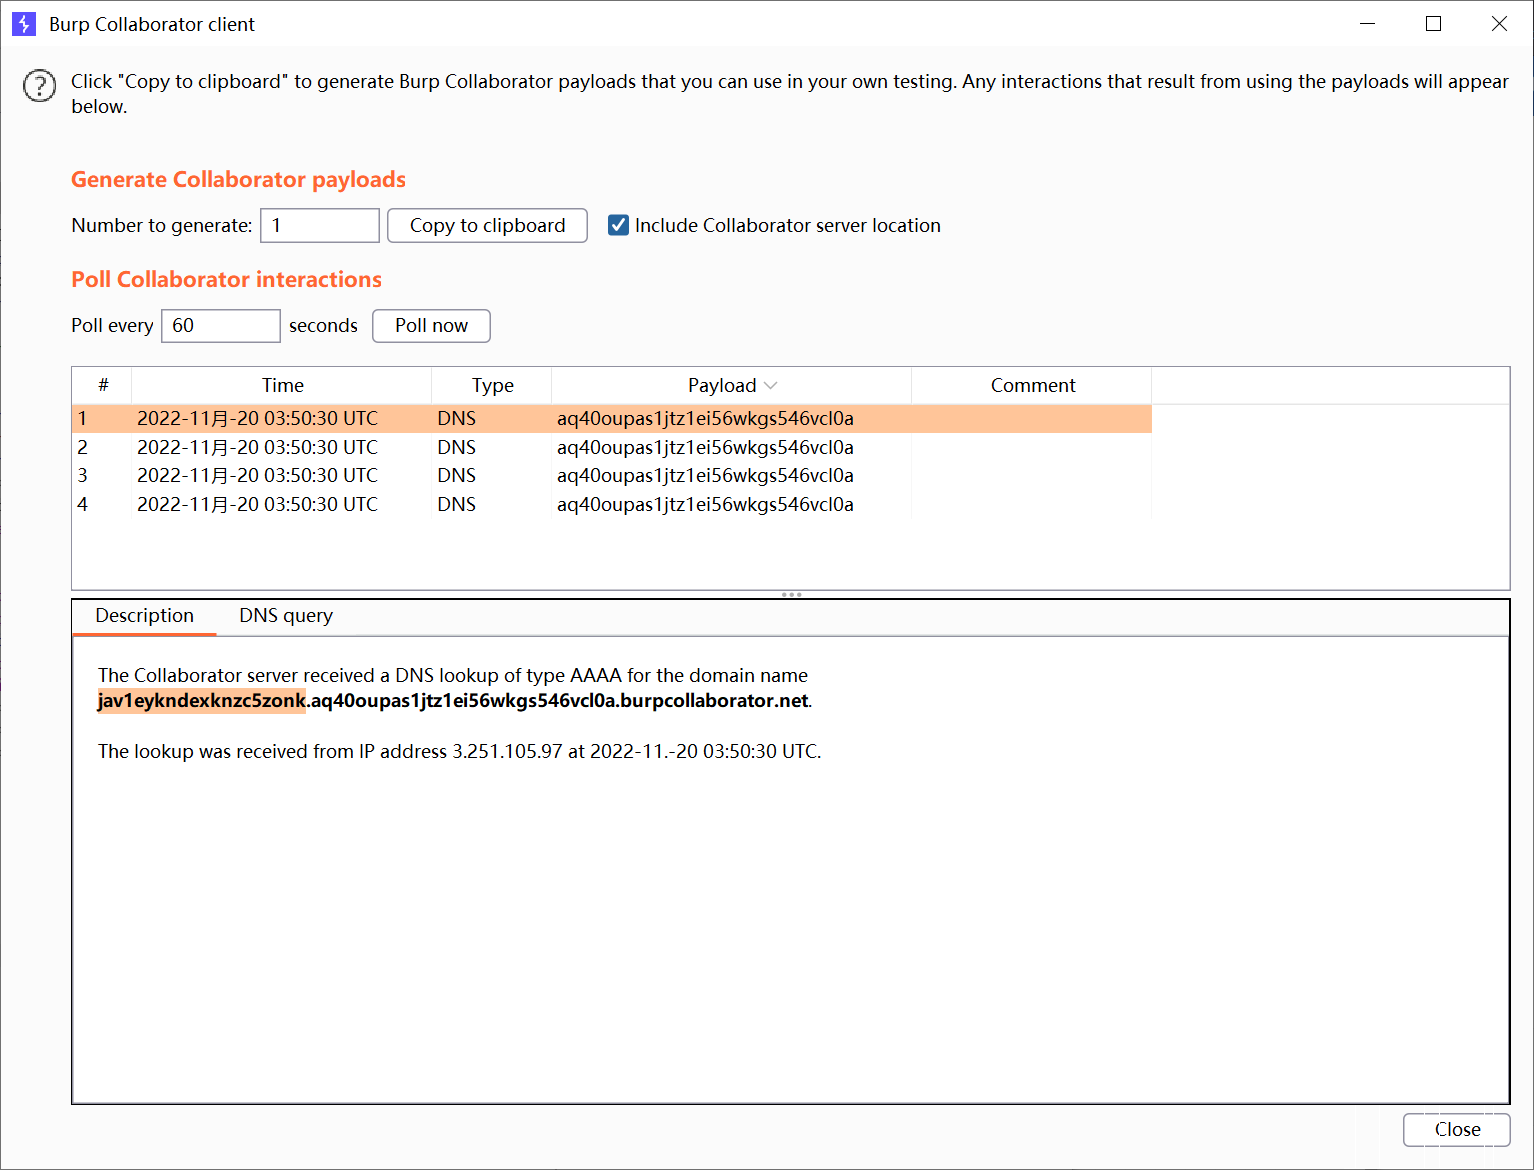 Burp Collaborator client
Click "Copy to clipboard" to generate Burp Collaborator payloads that you can use in your own testing. Any interactions that result from using the payloads will appear
below.
Generate Collaborator payloads
Number to generate: 1 Copy to clipboard Include Collaborator server location
Poll Collaborator interactions
Poll every 60 seconds Poll now
# Time Type Payload Comment
1 2022-11月-20 03:50:30 UTC DNS aq40oupas1jtz1ei56wkgs546vcl0a
2 2022-11月-20 03:50:30 UTC DNS aq40oupas1jtz1ei56wkgs546vcl0a
3 2022-11月-20 03:50:30 UTC DNS aq40oupas1jtz1ei56wkgs546vcl0a
4 2022-11月-20 03:50:30 UTC DNS aq40oupas1jtz1ei56wkgs546vcl0a
Description DNS query
The Collaborator server received a DNS lookup of type AAAA for the domain name
jav1eykndexknzc5zonk.aq40oupas1jtz1ei56wkgs546vcl0a.burpcollaborator.net.
The lookup was received from IP address 3.251.105.97 at 2022-11.-20 03:50:30 UTC.
Close